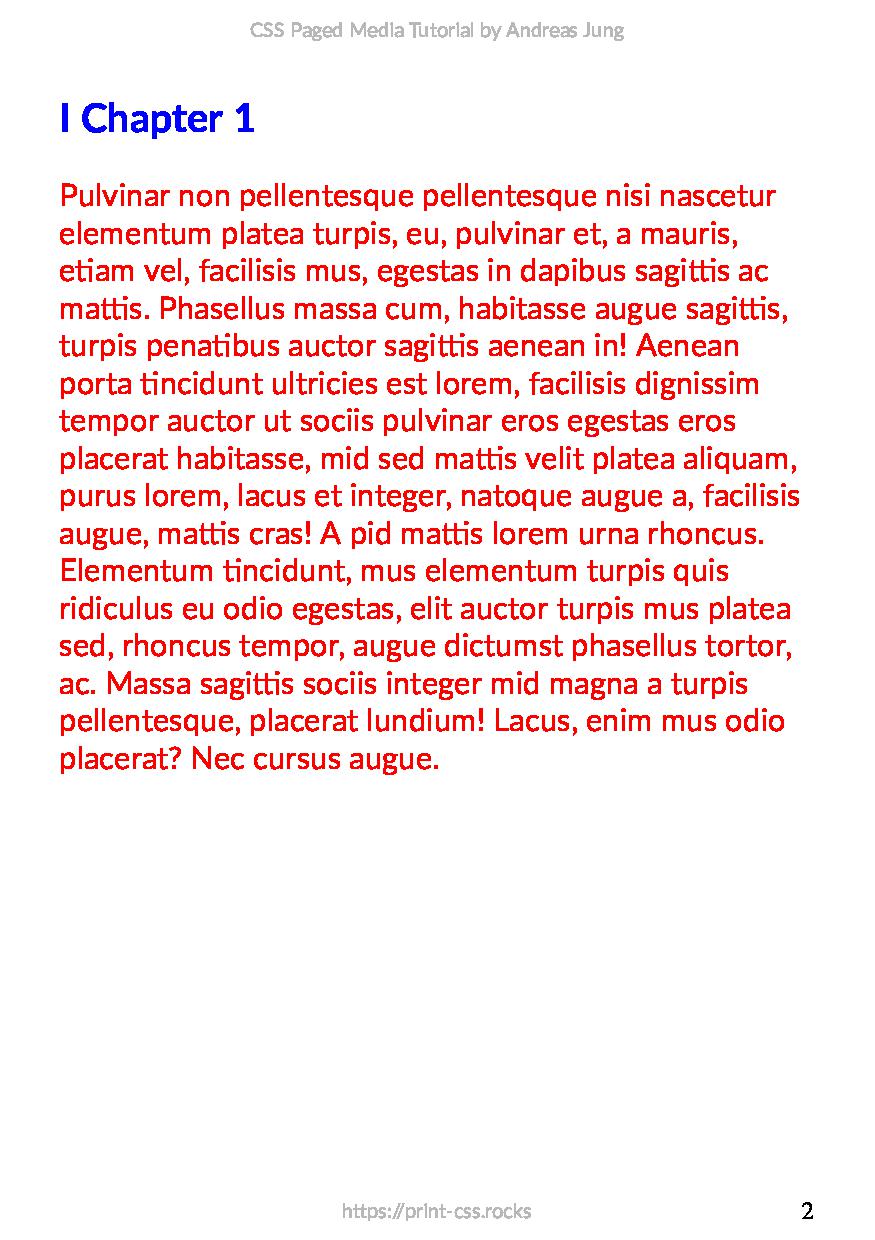 CSS Paged Media Tutorial by Andreas Jung
I Chapter 1
Pulvinar non pellentesque pellentesque nisi nascetur
elementum platea turpis, eu, pulvinar et, a mauris,
etiam vel, facilisis mus, egestas in dapibus sagittis ac
mattis. Phasellus massa cum, habitasse augue sagittis,
turpis penatibus auctor sagittis aenean in! Aenean
porta tincidunt ultricies est lorem, facilisis dignissim
tempor auctor ut sociis pulvinar eros egestas eros
placerat habitasse, mid sed mattis velit platea aliquam,
purus lorem, lacus et integer, natoque augue a, facilisis
augue, mattis cras! A pid mattis lorem urna rhoncus.
Elementum tincidunt, mus elementum turpis quis
ridiculus eu odio egestas, elit auctor turpis mus platea
sed, rhoncus tempor, augue dictumst phasellus tortor,
ac. Massa sagittis sociis integer mid magna a turpis
pellentesque, placerat lundium! Lacus, enim mus odio
placerat? Nec cursus augue.
https://print-css.rocks
2